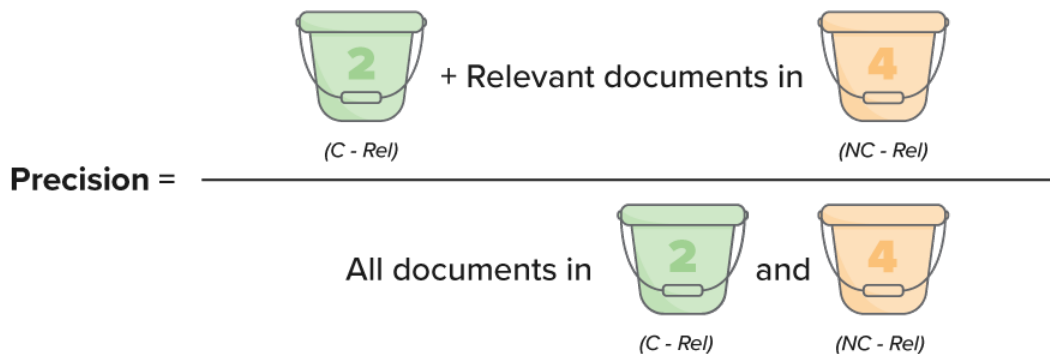 2 + Relevant documents in 4
(C - Rel) (NC - Rel)
Precision =
All documents in 2 and 4
(C - Rel) (NC - Rel)